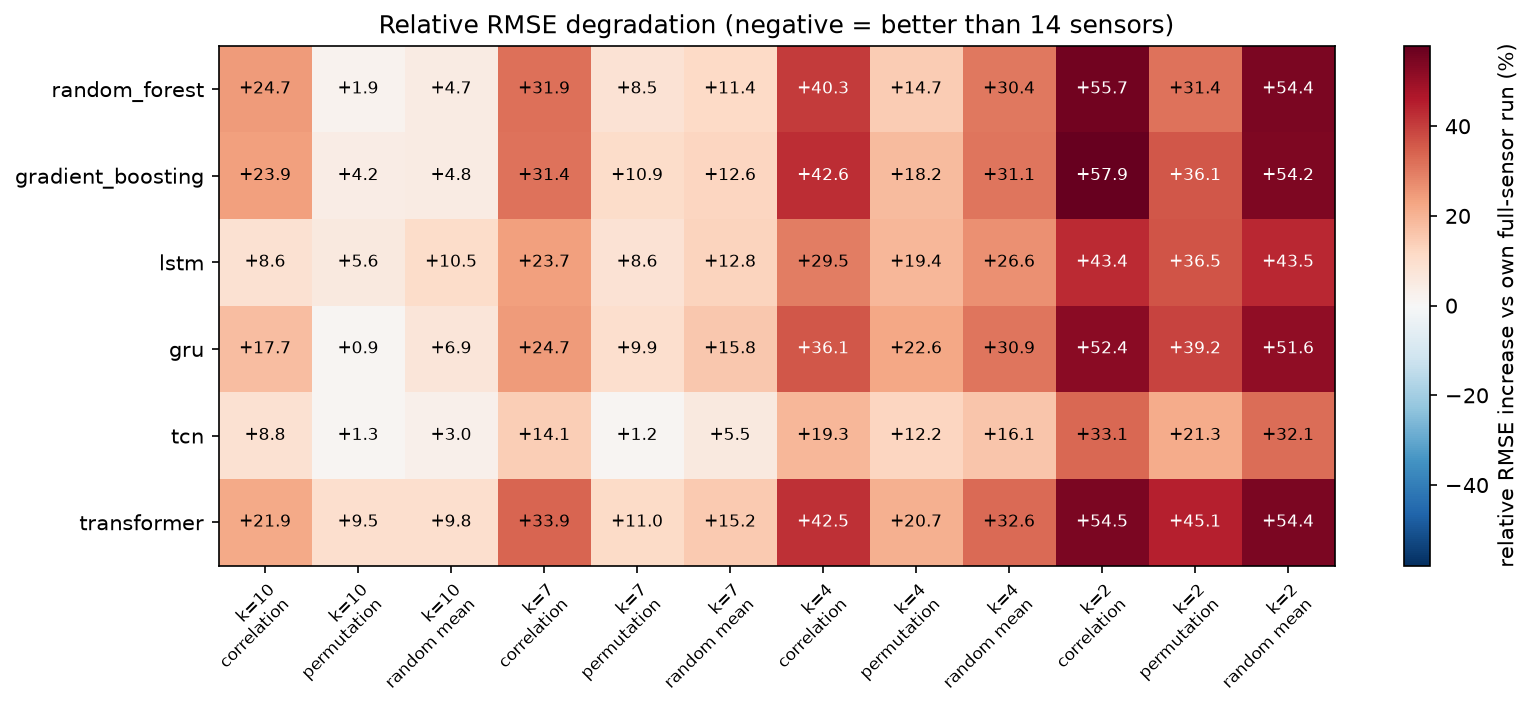 Relative RMSE degradation (negative = better than 14 sensors)
random_forest +24.7 +1.9 +4.7 +31.9 +8.5 +11.4 +40.3 +14.7 +30.4 +55.7 +31.4 +54.4
gradient_boosting +23.9 +4.2 +4.8 +31.4 +10.9 +12.6 +42.6 +18.2 +31.1 +57.9 +36.1 +54.2
lstm +8.6 +5.6 +10.5 +23.7 +8.6 +12.8 +29.5 +19.4 +26.6 +43.4 +36.5 +43.5
gru +17.7 +0.9 +6.9 +24.7 +9.9 +15.8 +36.1 +22.6 +30.9 +52.4 +39.2 +51.6
tcn +8.8 +1.3 +3.0 +14.1 +1.2 +5.5 +19.3 +12.2 +16.1 +33.1 +21.3 +32.1
transformer +21.9 +9.5 +9.8 +33.9 +11.0 +15.2 +42.5 +20.7 +32.6 +54.5 +45.1 +54.4
k=10
correlation
k=10
permutation
k=10
random mean
k=7
correlation
k=7
permutation
k=7
random mean
k=4
correlation
k=4
permutation
k=4
random mean
k=2
correlation
k=2
permutation
k=2
random mean
40
20
0
−20
−40
relative RMSE increase vs own full-sensor run (%)